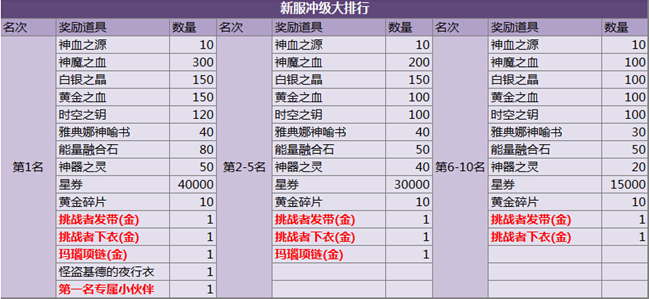 新服冲级大排行
名次 奖励道具 数量 名次 奖励道具 数量 名次 奖励道具 数量
神血之源 10 神血之源 10 神血之源 10
神魔之血 300 神魔之血 200 神魔之血 100
白银之晶 150 白银之晶 100 白银之晶 100
黄金之血 150 黄金之血 100 黄金之血 100
时空之钥 120 时空之钥 100 时空之钥 100
雅典娜神喻书 40 雅典娜神喻书 40 雅典娜神喻书 30
能量融合石 80 能量融合石 50 能量融合石 50
第1名 神器之灵 50 第2-5名 神器之灵 40 第6-10名 神器之灵 20
星券 40000 星券 30000 星券 15000
黄金碎片 10 黄金碎片 10 黄金碎片 10
挑战者发带(金) 1 挑战者发带(金) 1 挑战者发带(金) 1
挑战者下衣(金) 1 挑战者下衣(金) 1 挑战者下衣(金) 1
玛瑙项链(金) 1 玛瑙项链(金) 1
怪盗基德的夜行衣 1
第一名专属小伙伴 1